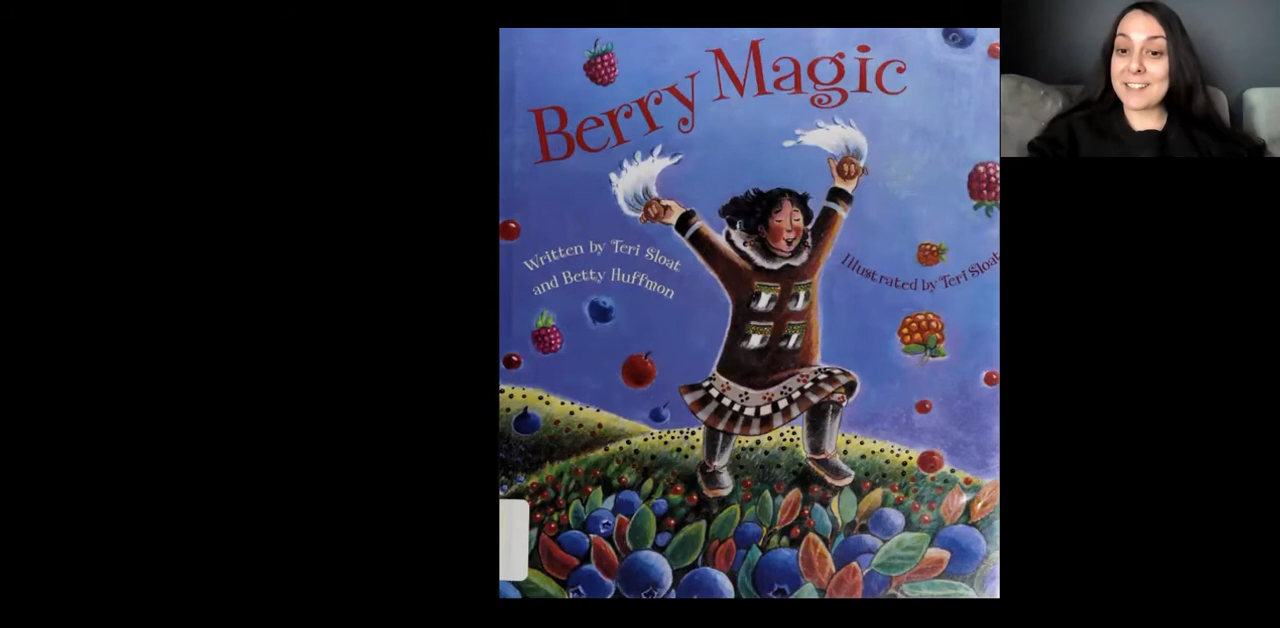 Berry Magic
Written by Teri Sloat
and Betty Huffmon
Illustrated by Teri Sloat